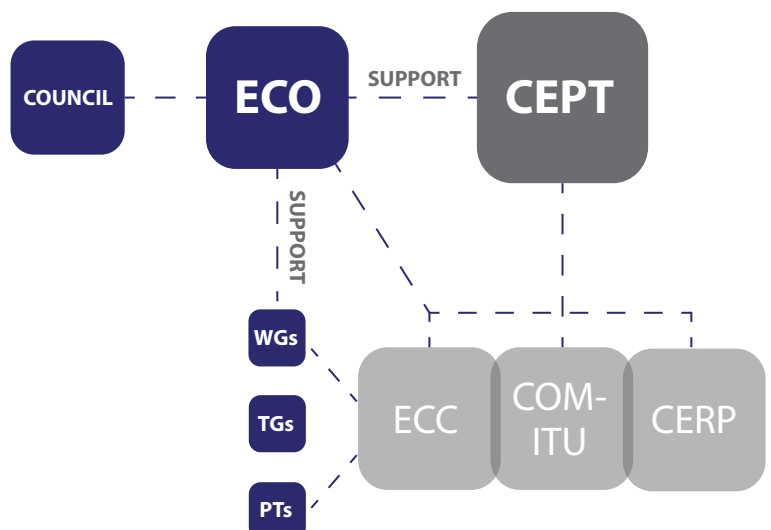 COUNCIL
ECO
SUPPORT
CEPT
SUPPORT
WGs
TGs
PTs
ECC
COM-
ITU
CERP